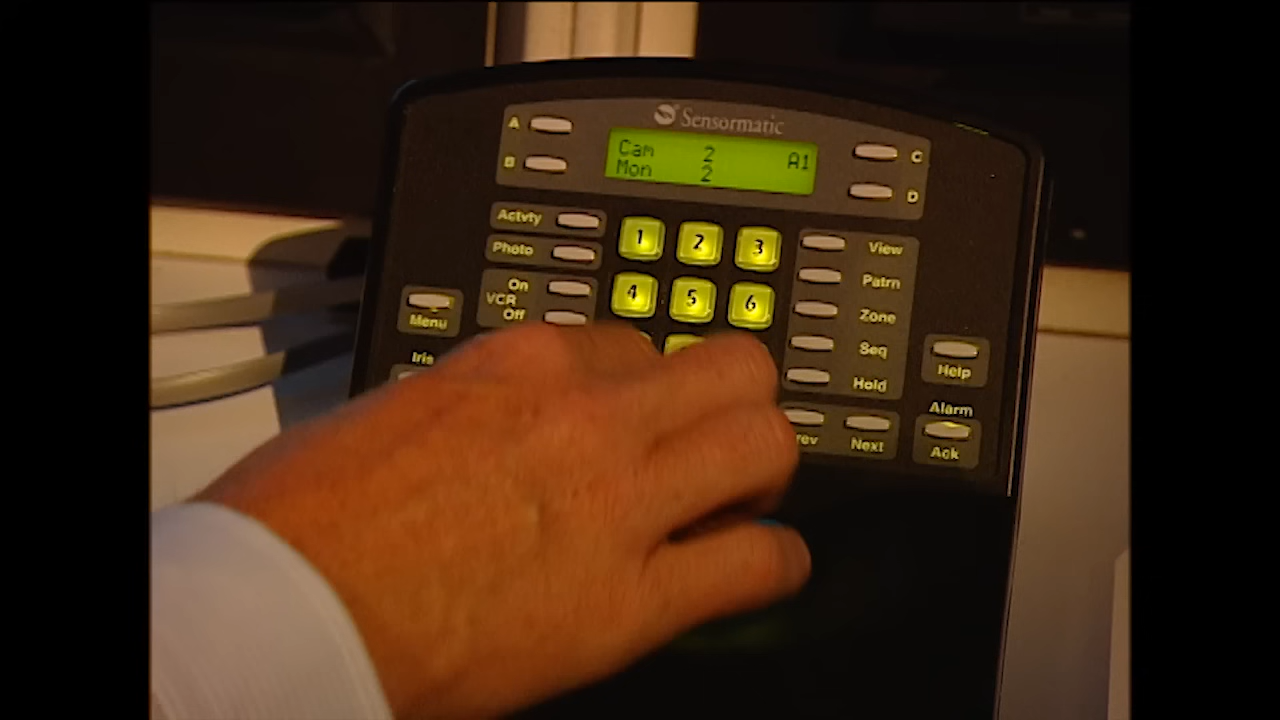 Sensormatic
A
B
Cam 2 A1
Mon 2
C
D
Actvty
Photo
On
VCR
Off
Menu
Iris
1 2 3
4 5 6
View
Patrn
Zone
Seq
Hold
Next
Help
Alarm
Ack